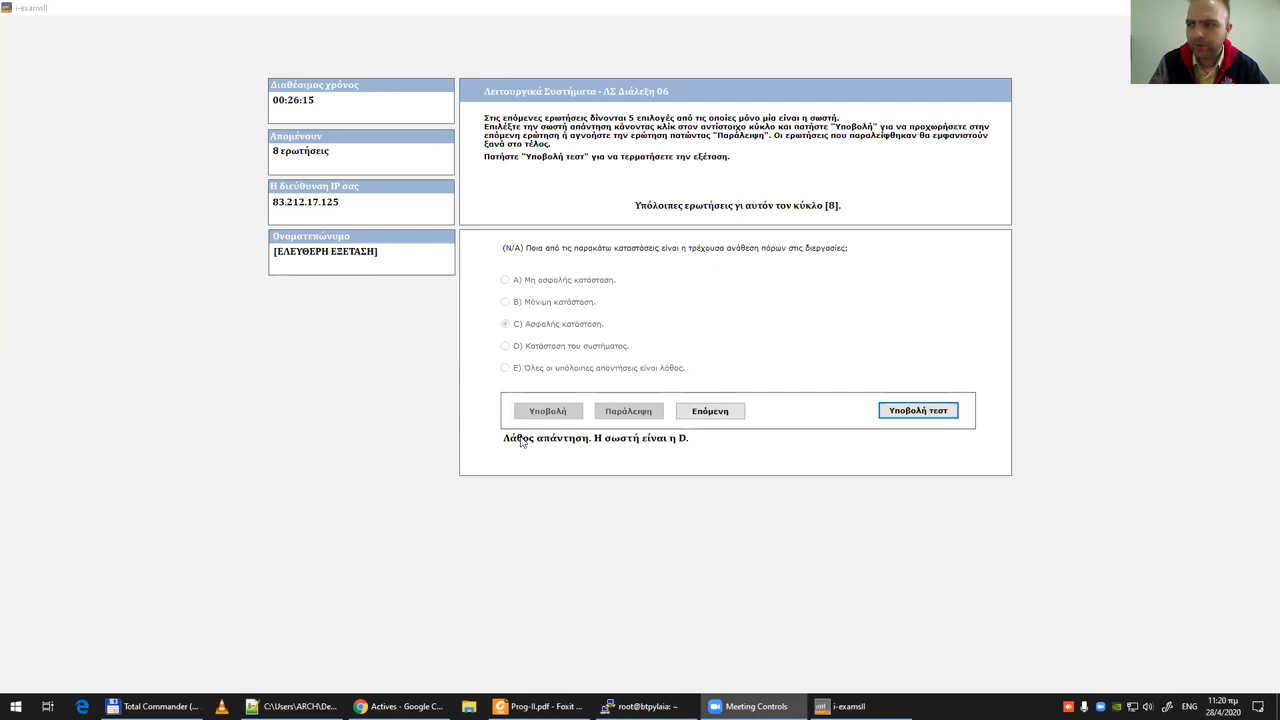 i-examsII
Διαθέσιμος χρόνος
00:26:15
Απομένουν
8 ερωτήσεις
Η διεύθυνση IP σας
83.212.17.125
Ονοματεπώνυμο
[ΕΛΕΥΘΕΡΗ ΕΞΕΤΑΣΗ]
Λειτουργικά Συστήματα - ΛΣ Διάλεξη 06
Στις επόμενες ερωτήσεις δίνονται 5 επιλογές από τις οποίες μόνο μία είναι η σωστή.
Επιλέξτε την σωστή απάντηση κάνοντας κλίκ στον αντίστοιχο κύκλο και πατήστε "Υποβολή" για να προχωρήσετε στην
επόμενη ερώτηση ή αγνοήστε την ερώτηση πατώντας "Παράλειψη". Οι ερωτήσεις που παραλείφθηκαν θα εμφανιστούν
ξανά στο τέλος.
Πατήστε "Υποβολή τεστ" για να τερματίσετε την εξέταση.
Υπόλοιπες ερωτήσεις γι αυτόν τον κύκλο [8].
(N/A) Ποια από τις παρακάτω καταστάσεις είναι η τρέχουσα ανάθεση πόρων στις διεργασίες;
A) Μη ασφαλής κατάσταση.
B) Μόνιμη κατάσταση.
C) Ασφαλής κατάσταση.
D) Κατάσταση του συστήματος.
E) Όλες οι υπόλοιπες απαντήσεις είναι λάθος.
Υποβολή Παράλειψη Επόμενη Υποβολή τεστ
Λάθος απάντηση. Η σωστή είναι η D.
Total Commander (... C:\Users\ARCH\De... Actives - Google C... Prog-II.pdf - Foxit ... root@btpylaia: ~ Meeting Controls i-examsII ENG 11:20 πμ
28/4/2020